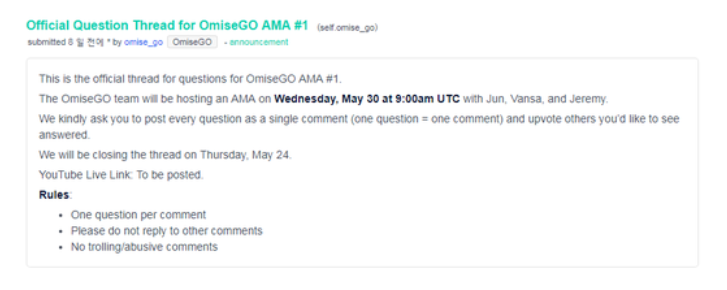 Official Question Thread for OmiseGO AMA #1 (self.omise_go)
submitted 8 일 전에 * by omise_go OmiseGO - announcement
This is the official thread for questions for OmiseGO AMA #1.
The OmiseGO team will be hosting an AMA on Wednesday, May 30 at 9:00am UTC with Jun, Vansa, and Jeremy.
We kindly ask you to post every question as a single comment (one question = one comment) and upvote others you'd like to see
answered.
We will be closing the thread on Thursday, May 24.
YouTube Live Link: To be posted.
Rules:
• One question per comment
• Please do not reply to other comments
• No trolling/abusive comments